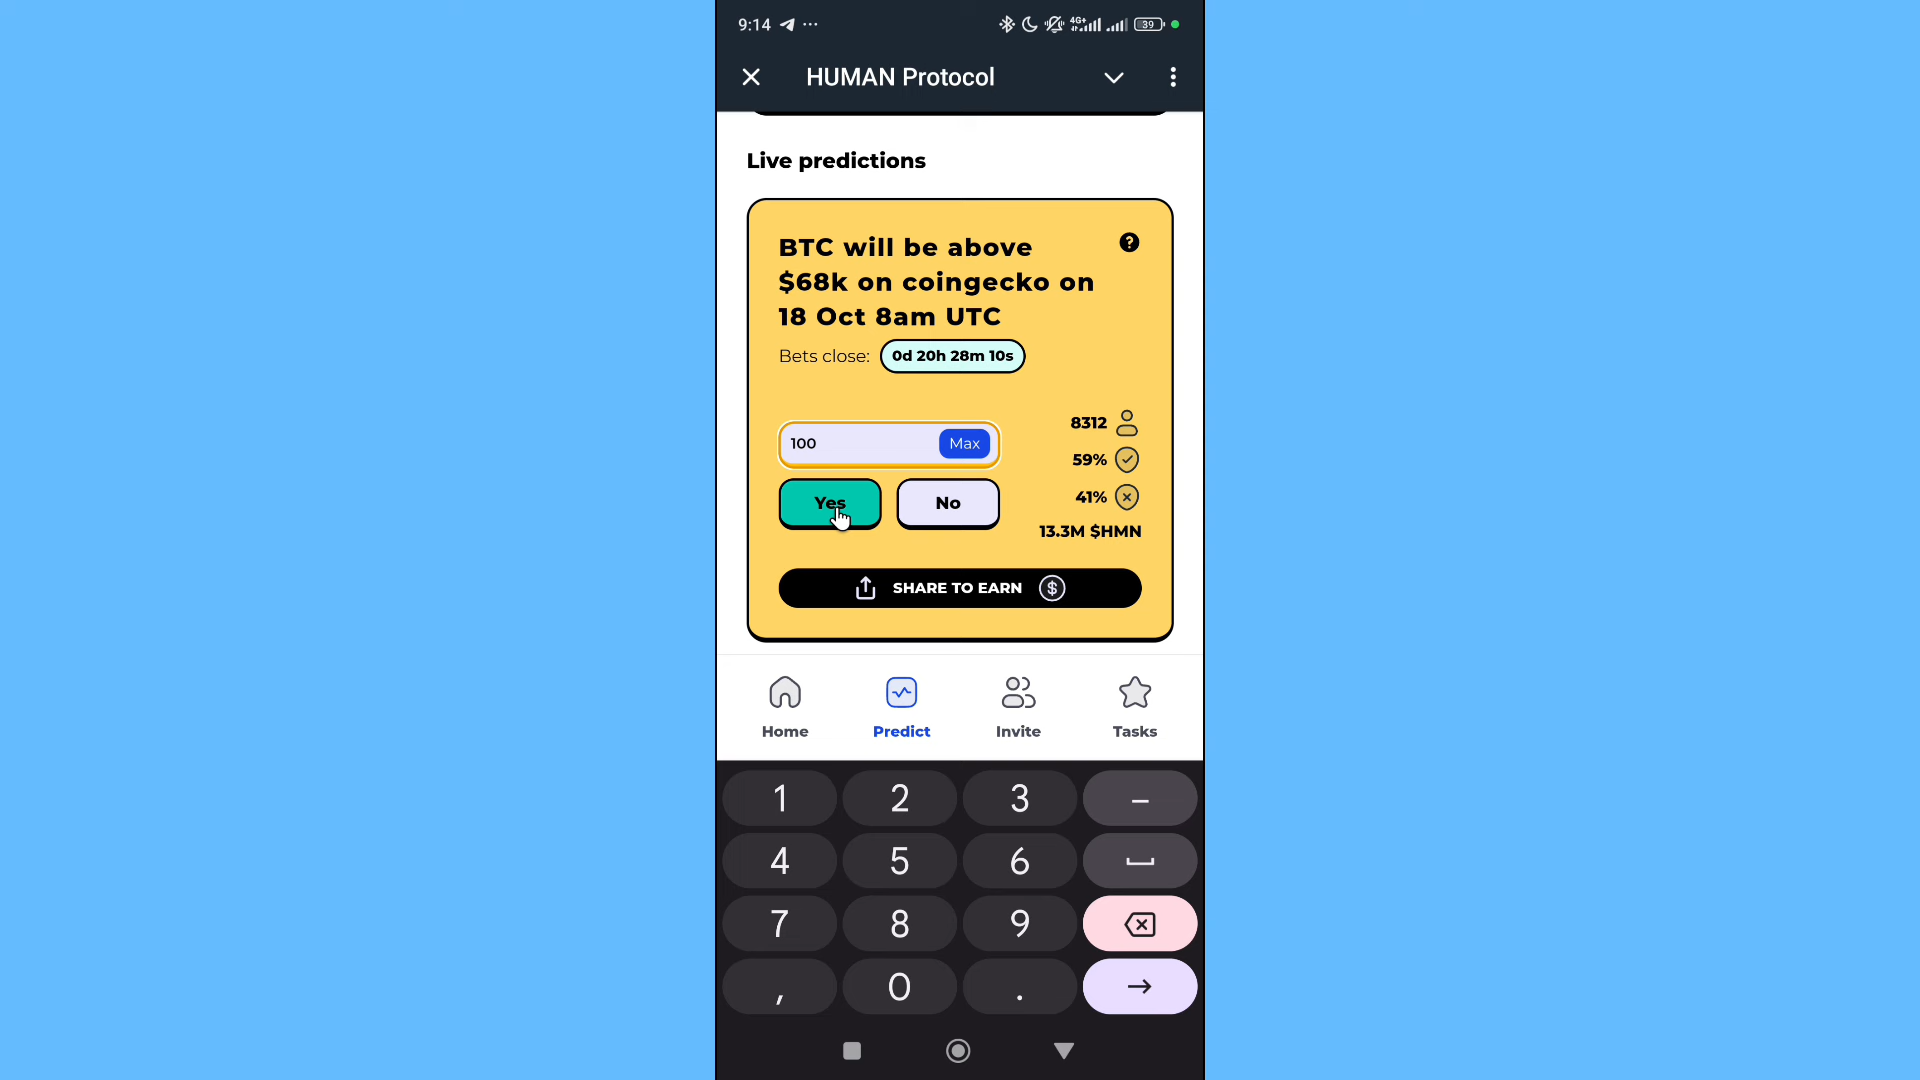 9:14
4G+
39
HUMAN Protocol
Live predictions
BTC will be above
$68k on coingecko on
18 Oct 8am UTC
Bets close: 0d 20h 28m 10s
100
Max
8312
59%
41%
Yes
No
13.3M $HMN
SHARE TO EARN
Home
Predict
Invite
Tasks
1 2 3 –
4 5 6
7 8 9
, 0 .